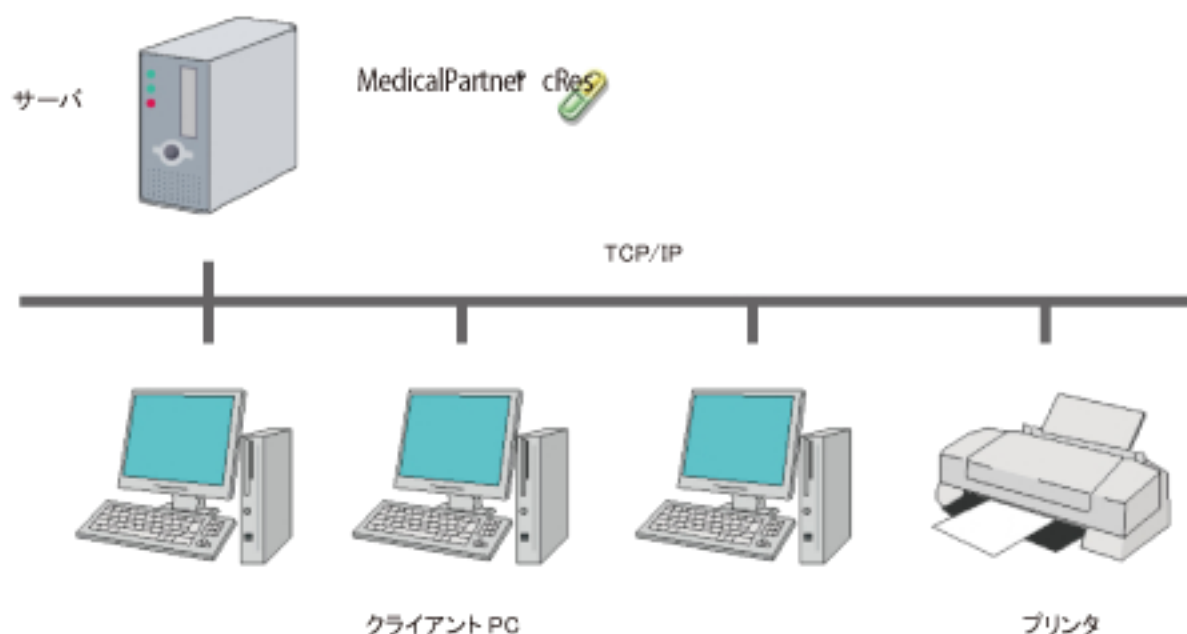 サーバ
MedicalPartner cRes
TCP/IP
クライアント PC
プリンタ